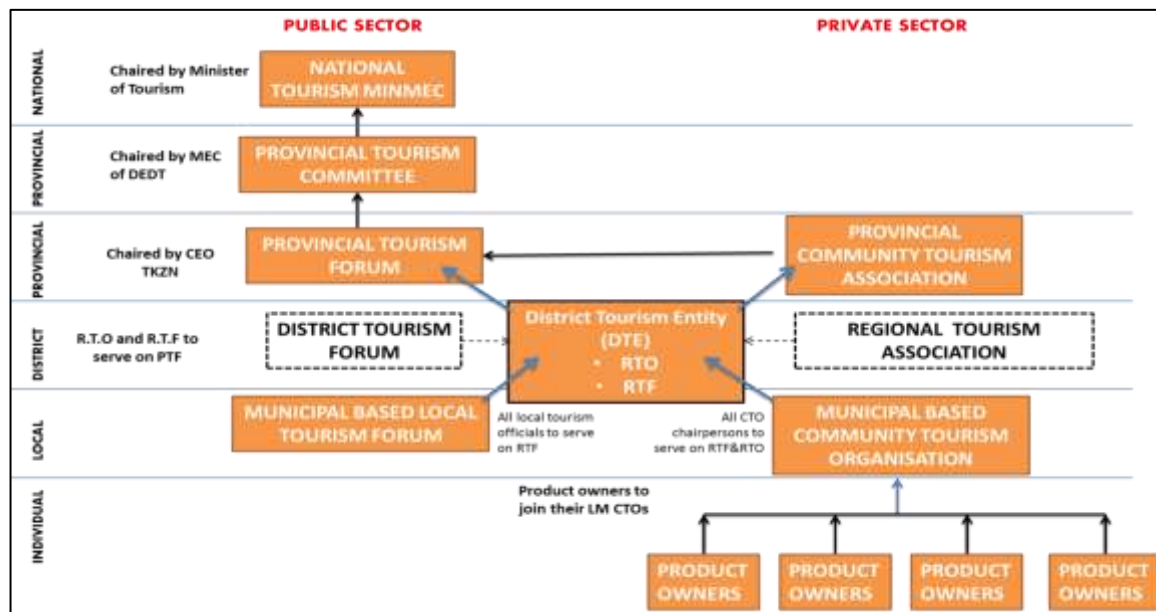 PUBLIC SECTOR
PRIVATE SECTOR
NATIONAL
Chaired by Minister
of Tourism
NATIONAL
TOURISM MINMEC
PROVINCIAL
Chaired by MEC
of DEDT
PROVINCIAL TOURISM
COMMITTEE
PROVINCIAL
Chaired by CEO
TKZN
PROVINCIAL TOURISM
FORUM
PROVINCIAL
COMMUNITY TOURISM
ASSOCIATION
DISTRICT
R.T.O and R.T.F to
serve on PTF
DISTRICT TOURISM
FORUM
District Tourism Entity
(DTE)
• RTO
• RTF
REGIONAL TOURISM
ASSOCIATION
LOCAL
MUNICIPAL BASED LOCAL
TOURISM FORUM
All local tourism
officials to serve
on RTF
All CTO
chairpersons to
serve on RTF&RTO
MUNICIPAL BASED
COMMUNITY TOURISM
ORGANISATION
INDIVIDUAL
Product owners to
join their LM CTOs
PRODUCT
OWNERS
PRODUCT
OWNERS
PRODUCT
OWNERS
PRODUCT
OWNERS